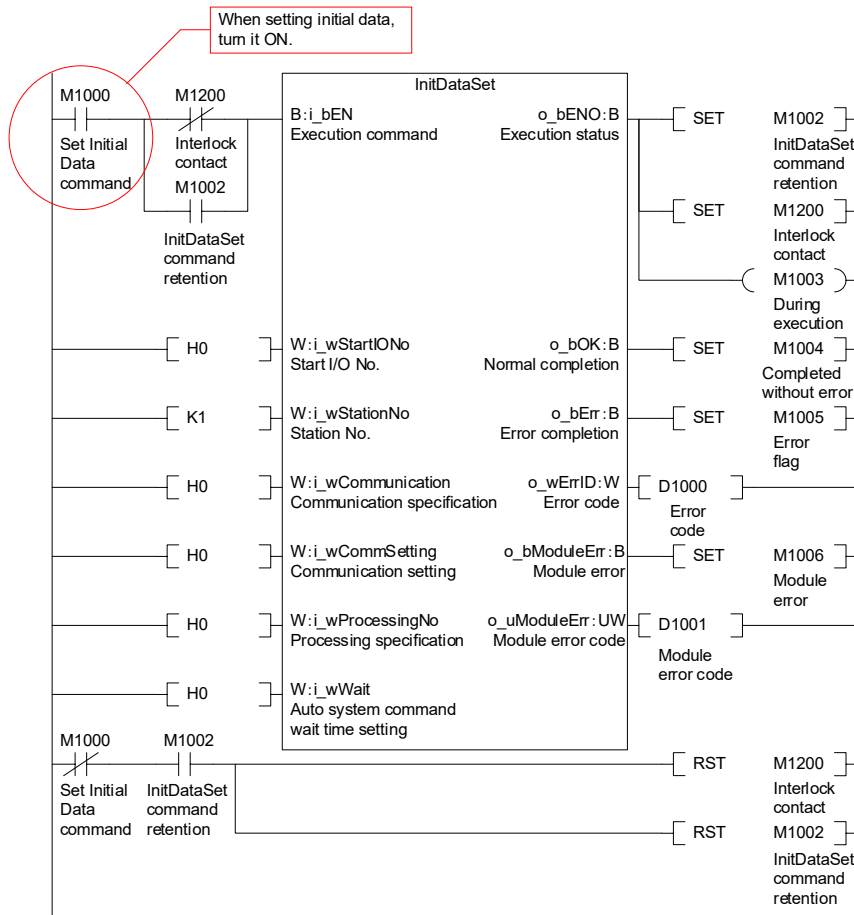 When setting initial data,
turn it ON.
InitDataSet
M1000
M1200
B:i_bEN
o_bENO:B
SET
M1002
Execution command
Execution status
Set Initial
Data
command
Interlock
contact
InitDataSet
command
retention
M1002
SET
M1200
InitDataSet
command
retention
Interlock
contact
M1003
During
execution
H0
W:i_wStartIONo
o_bOK:B
SET
M1004
Start I/O No.
Normal completion
Completed
without error
K1
W:i_wStationNo
o_bErr:B
SET
M1005
Station No.
Error completion
Error
flag
H0
W:i_wCommunication
o_wErrID:W
D1000
Communication specification
Error code
Error
code
H0
W:i_wCommSetting
o_bModuleErr:B
SET
M1006
Communication setting
Module error
Module
error
H0
W:i_wProcessingNo
o_uModuleErr:UW
D1001
Processing specification
Module error code
Module
error code
H0
W:i_wWait
Auto system command
wait time setting
M1000
M1002
RST
M1200
Set Initial
Data
command
InitDataSet
command
retention
Interlock
contact
RST
M1002
InitDataSet
command
retention